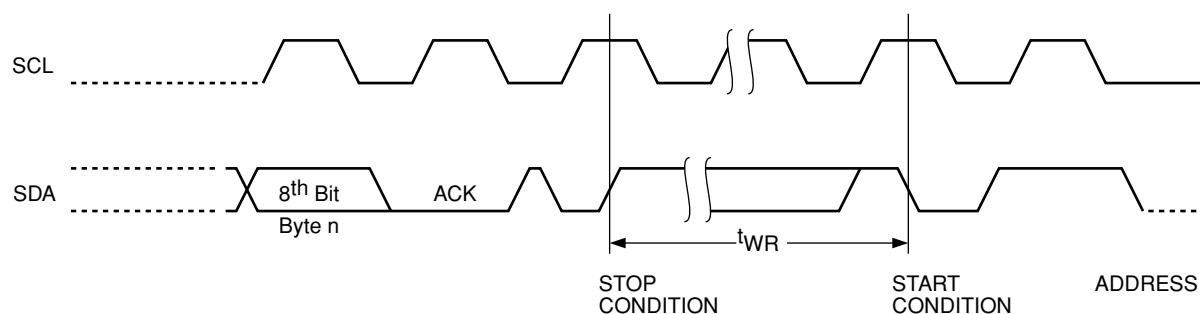 SCL
SDA
8th Bit
ACK
Byte n
tWR
STOP
CONDITION
START
CONDITION
ADDRESS